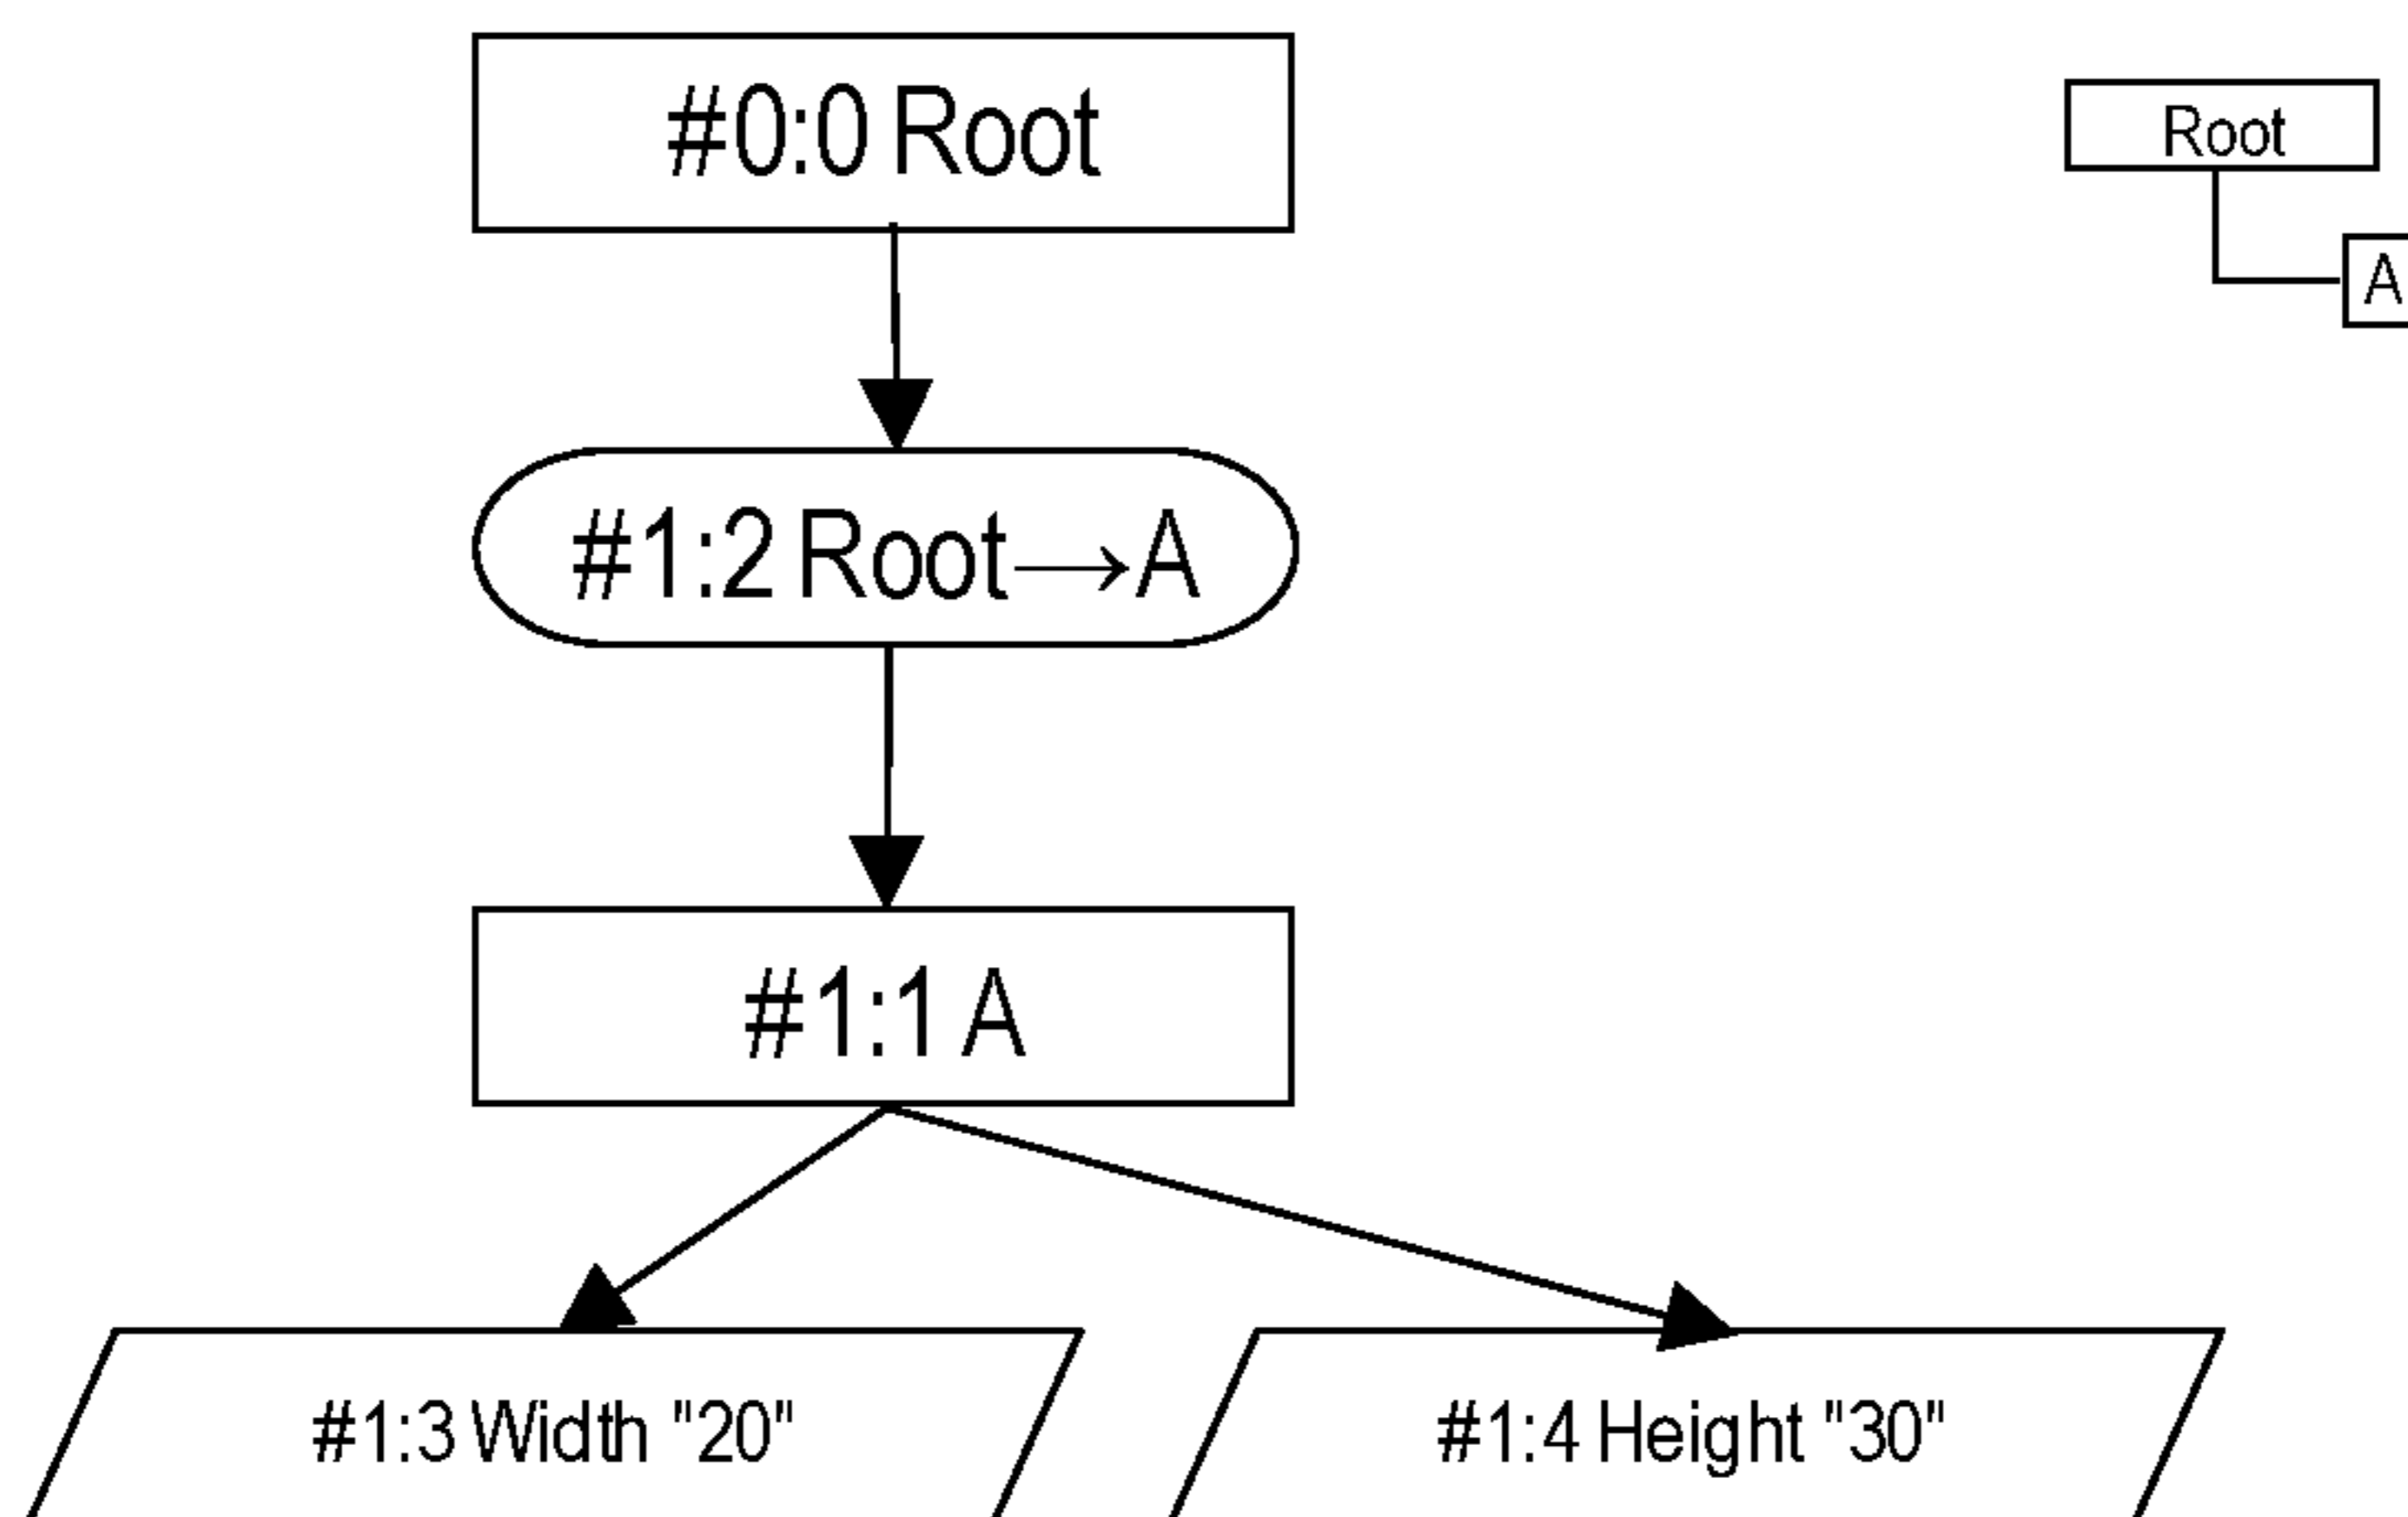 #0:0 Root
Root
A
#1:2 Root→A
#1:1 A
#1:3 Width "20"
#1:4 Height "30"